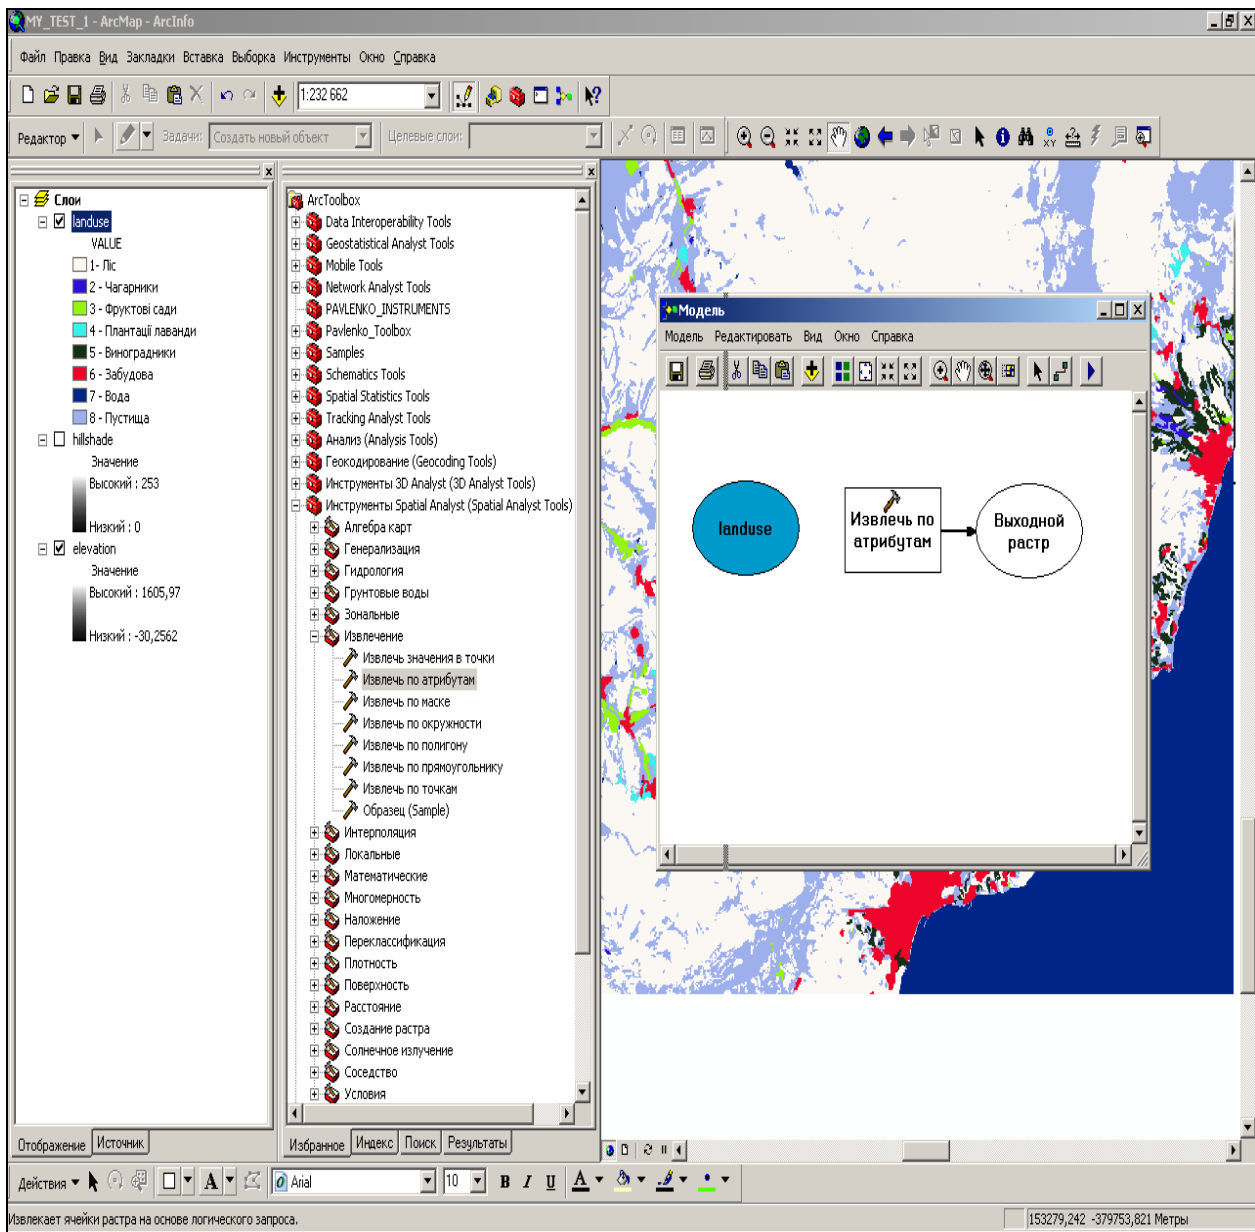 MY_TEST_1 - ArcMap - ArcInfo
Файл Правка Вид Закладки Вставка Выборка Инструменты Окно Справка
1:232 662
Редактор Задачи: Создать новый объект Целевые слои:
Слои
landuse
VALUE
1- Ліс
2 - Чагарники
3 - Фруктові сади
4 - Плантації лаванди
5 - Виноградники
6 - Забудова
7 - Вода
8 - Пустища
hillshade
Значение
Высокий : 253
Низкий : 0
elevation
Значение
Высокий : 1605,97
Низкий : -30,2562
Отображение Источник
ArcToolbox
Data Interoperability Tools
Geostatistical Analyst Tools
Mobile Tools
Network Analyst Tools
PAVLENKO_INSTRUMENTS
Pavlenko_Toolbox
Samples
Schematics Tools
Spatial Statistics Tools
Tracking Analyst Tools
Анализ (Analysis Tools)
Геокодирование (Geocoding Tools)
Инструменты 3D Analyst (3D Analyst Tools)
Инструменты Spatial Analyst (Spatial Analyst Tools)
Алгебра карт
Генерализация
Гидрология
Грунтовые воды
Зональные
Извлечение
Извлечь значения в точки
Извлечь по атрибутам
Извлечь по маске
Извлечь по окружности
Извлечь по полигону
Извлечь по прямоугольнику
Извлечь по точкам
Образец (Sample)
Интерполяция
Локальные
Математические
Многомерность
Наложение
Переклассификация
Плотность
Поверхность
Расстояние
Создание растра
Солнечное излучение
Соседство
Условия
Избранное Индекс Поиск Результаты
Модель
Модель Редактировать Вид Окно Справка
landuse
Извлечь по
атрибутам
Выходной
растр
Действия A Arial 10 B I U A
Извлекает ячейки растра на основе логического запроса.
153279,242 -379753,821 Метры